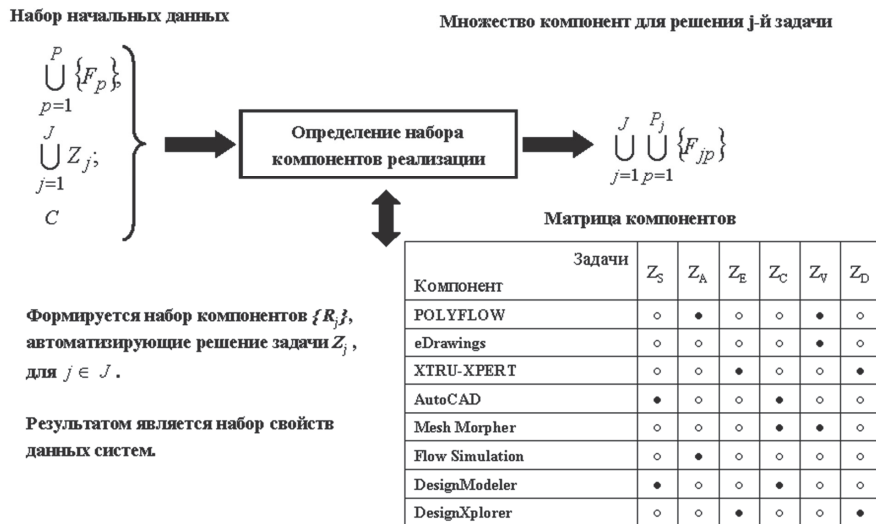 Набор начальных данных
Множество компонент для решения j-й задачи
P
⋃ {F_p},
p=1
J
⋃ Z_j;
j=1
C
Определение набора
компонентов реализации
J P_j
⋃ ⋃ {F_jp}
j=1 p=1
Матрица компонентов
Формируется набор компонентов {R_j},
автоматизирующие решение задачи Z_j ,
для j ∈ J .
Результатом является набор свойств
данных систем.
Задачи
Компонент Z_S Z_A Z_E Z_C Z_V Z_D
POLYFLOW ○ ● ○ ○ ● ○
eDrawings ○ ○ ○ ○ ● ○
XTRU-XPERT ○ ○ ● ○ ○ ●
AutoCAD ● ○ ○ ● ○ ○
Mesh Morpher ○ ○ ○ ● ● ○
Flow Simulation ○ ● ○ ○ ○ ○
DesignModeler ● ○ ○ ● ○ ○
DesignXplorer ○ ○ ● ○ ○ ●